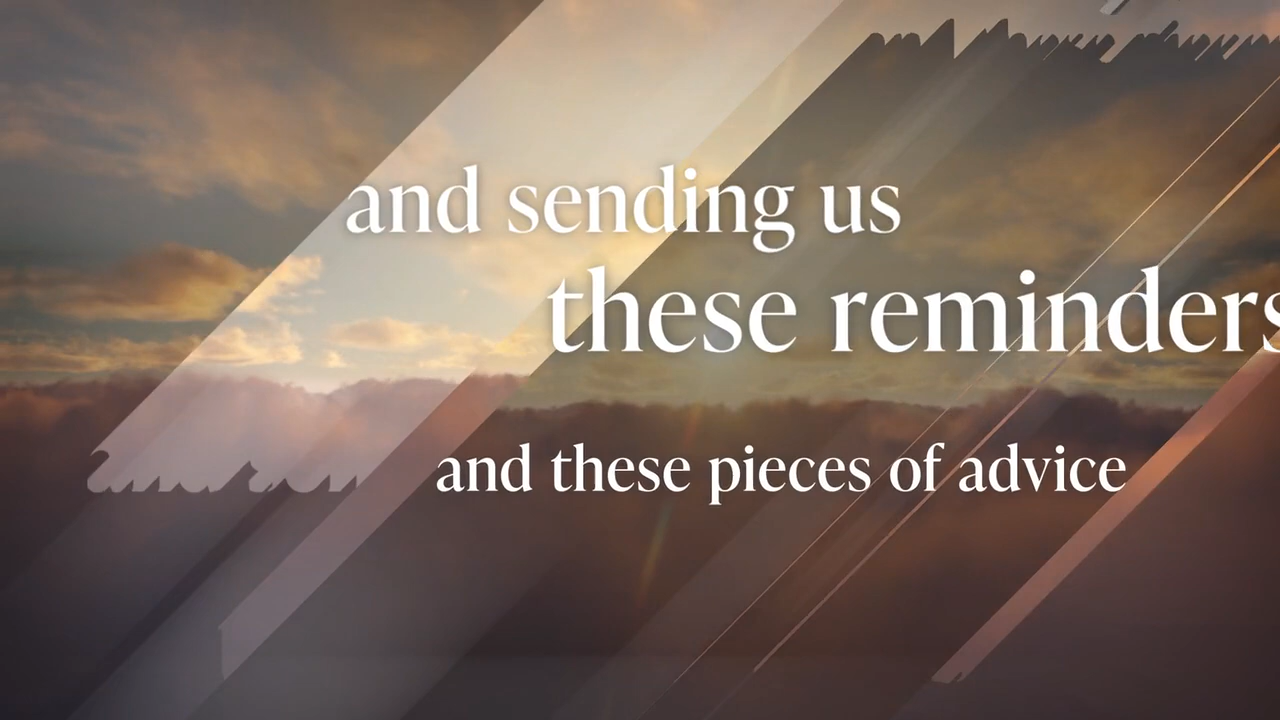 and sending us
these reminders
and these pieces of advice